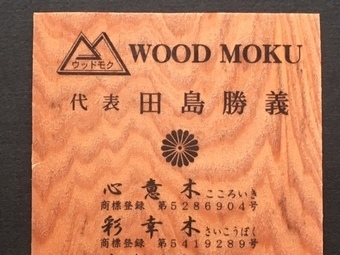 ウッドモク
WOOD MOKU
代表 田島勝義
心意木 こころいき
商標登録 第5286904号
彩幸木 さいこうぼく
商標登録 第5419289号